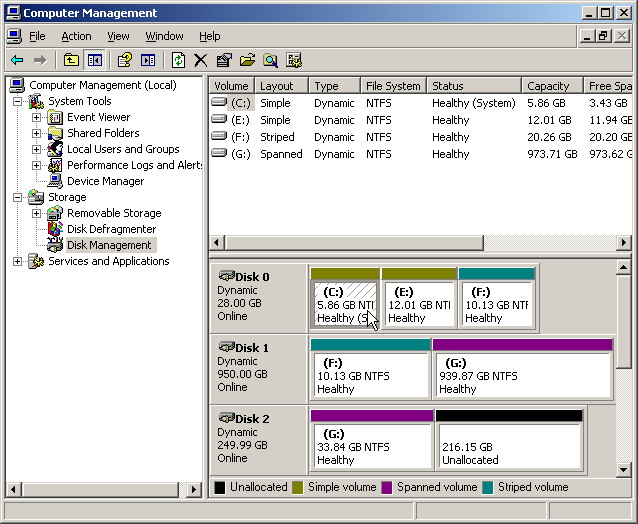 Computer Management
File Action View Window Help
Computer Management (Local)
System Tools
Event Viewer
Shared Folders
Local Users and Groups
Performance Logs and Alerts
Device Manager
Storage
Removable Storage
Disk Defragmenter
Disk Management
Services and Applications
Volume Layout Type File System Status Capacity Free Spa
(C:) Simple Dynamic NTFS Healthy (System) 5.86 GB 3.43 GB
(E:) Simple Dynamic NTFS Healthy 12.01 GB 11.94 GB
(F:) Striped Dynamic NTFS Healthy 20.26 GB 20.20 GB
(G:) Spanned Dynamic NTFS Healthy 973.71 GB 973.62 G
Disk 0
Dynamic
28.00 GB
Online
(C:)
5.86 GB NTF
Healthy (S
(E:)
12.01 GB NTF
Healthy
(F:)
10.13 GB NTF
Healthy
Disk 1
Dynamic
950.00 GB
Online
(F:)
10.13 GB NTFS
Healthy
(G:)
939.87 GB NTFS
Healthy
Disk 2
Dynamic
249.99 GB
Online
(G:)
33.84 GB NTFS
Healthy
216.15 GB
Unallocated
Unallocated Simple volume Spanned volume Striped volume